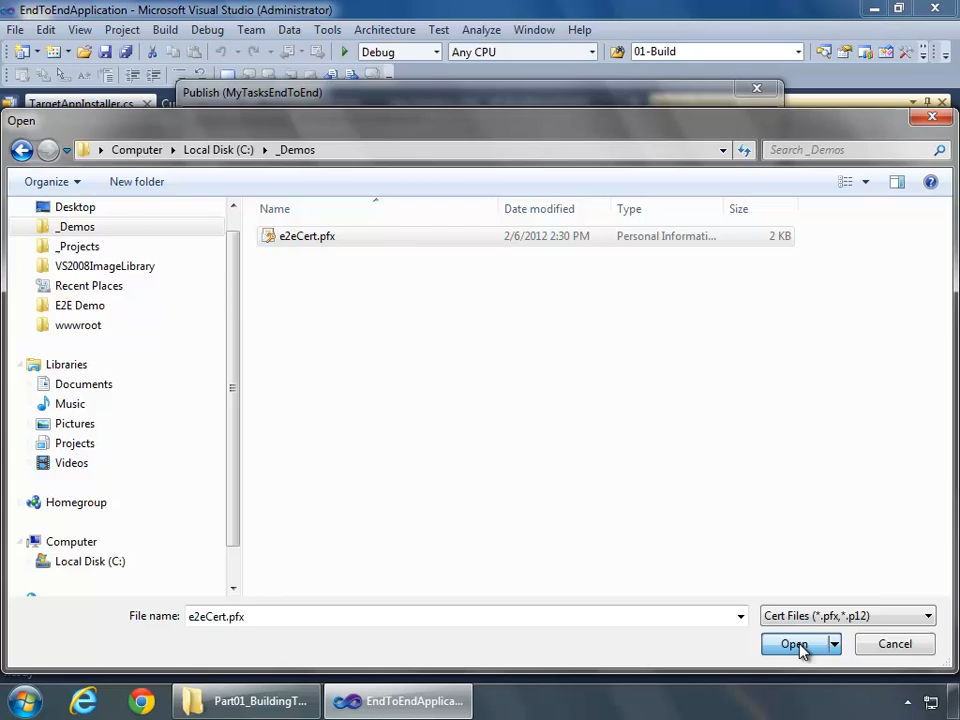 EndToEndApplication - Microsoft Visual Studio (Administrator)
File Edit View Project Build Debug Team Data Tools Architecture Test Analyze Window Help
Debug Any CPU 01-Build
Publish (MyTasksEndToEnd)
TargetAppInstaller.cs
Open
Computer Local Disk (C:) _Demos Search _Demos
Organize New folder
Name Date modified Type Size
e2eCert.pfx 2/6/2012 2:30 PM Personal Informati... 2 KB
Desktop
_Demos
_Projects
VS2008ImageLibrary
Recent Places
E2E Demo
wwwroot
Libraries
Documents
Music
Pictures
Projects
Videos
Homegroup
Computer
Local Disk (C:)
File name: e2eCert.pfx Cert Files (*.pfx,*.p12)
Open Cancel
Part01_BuildingT... EndToEndApplica...